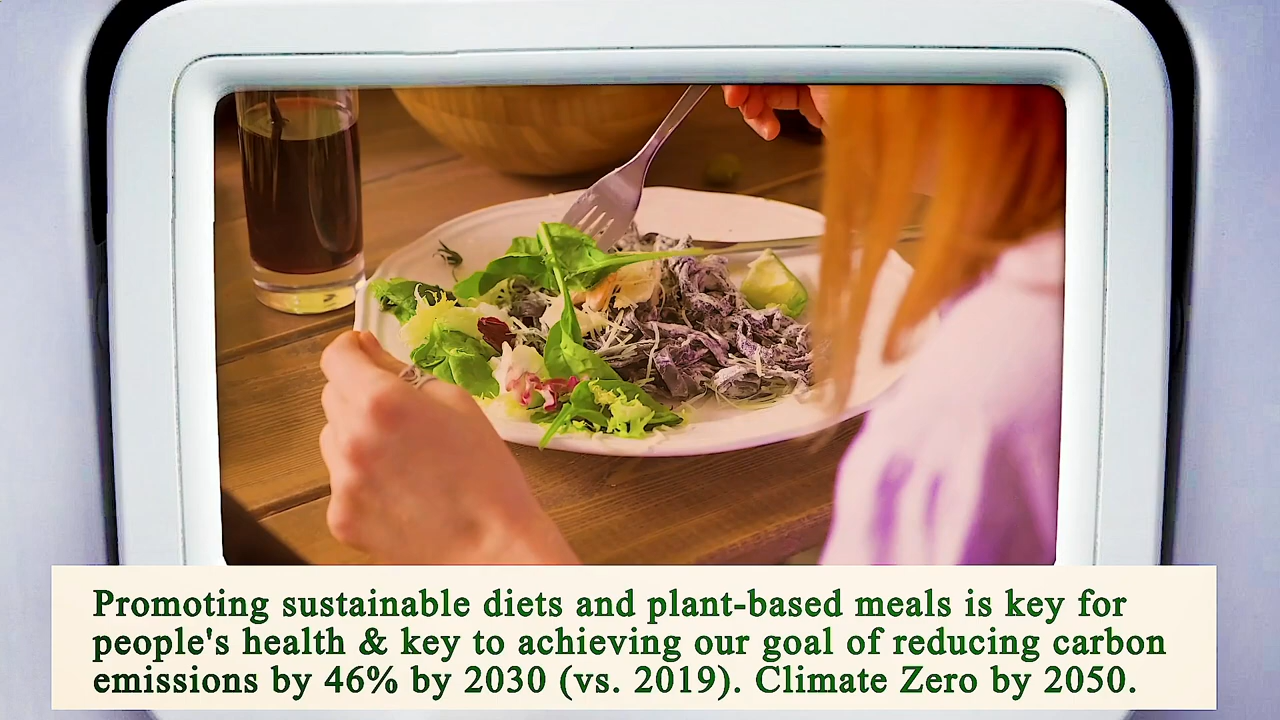 Promoting sustainable diets and plant-based meals is key for
people's health & key to achieving our goal of reducing carbon
emissions by 46% by 2030 (vs. 2019). Climate Zero by 2050.